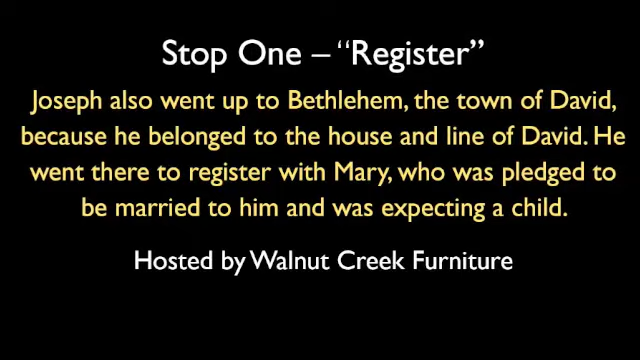 Stop One – “Register”
Joseph also went up to Bethlehem, the town of David,
because he belonged to the house and line of David. He
went there to register with Mary, who was pledged to
be married to him and was expecting a child.
Hosted by Walnut Creek Furniture